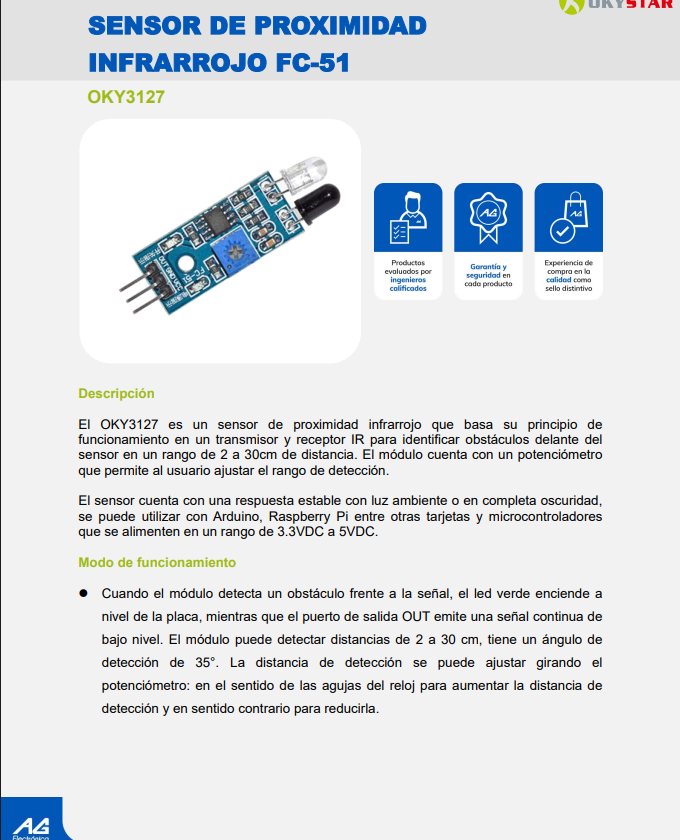 OKYSTAR
SENSOR DE PROXIMIDAD
INFRARROJO FC-51
OKY3127
OUT GND VCC
AG
AG
Productos
evaluados por
ingenieros
calificados
Garantía y
seguridad en
cada producto
Experiencia de
compra en la
calidad como
sello distintivo
Descripción
El OKY3127 es un sensor de proximidad infrarrojo que basa su principio de
funcionamiento en un transmisor y receptor IR para identificar obstáculos delante del
sensor en un rango de 2 a 30cm de distancia. El módulo cuenta con un potenciómetro
que permite al usuario ajustar el rango de detección.
El sensor cuenta con una respuesta estable con luz ambiente o en completa oscuridad,
se puede utilizar con Arduino, Raspberry Pi entre otras tarjetas y microcontroladores
que se alimenten en un rango de 3.3VDC a 5VDC.
Modo de funcionamiento
● Cuando el módulo detecta un obstáculo frente a la señal, el led verde enciende a
nivel de la placa, mientras que el puerto de salida OUT emite una señal continua de
bajo nivel. El módulo puede detectar distancias de 2 a 30 cm, tiene un ángulo de
detección de 35°. La distancia de detección se puede ajustar girando el
potenciómetro: en el sentido de las agujas del reloj para aumentar la distancia de
detección y en sentido contrario para reducirla.
AG
Electrónica